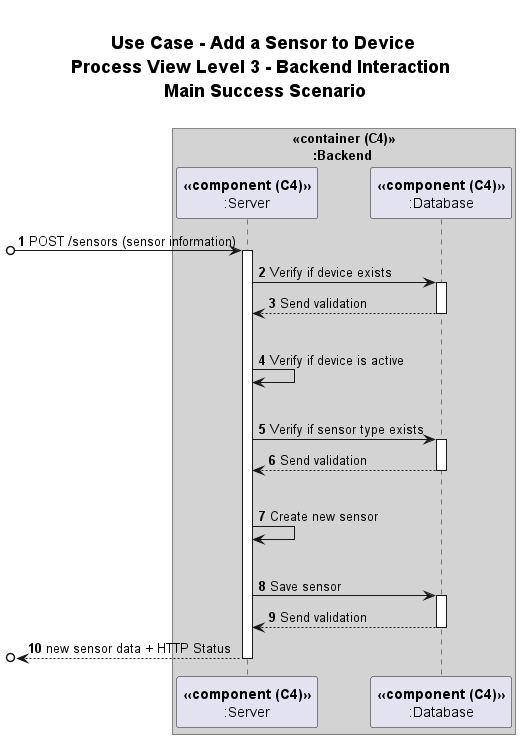 Use Case - Add a Sensor to Device
Process View Level 3 - Backend Interaction
Main Success Scenario
«container (C4)»
:Backend
«component (C4)» «component (C4)»
:Server :Database
1 POST /sensors (sensor information)
2 Verify if device exists
3 Send validation
4 Verify if device is active
5 Verify if sensor type exists
6 Send validation
7 Create new sensor
8 Save sensor
9 Send validation
10 new sensor data + HTTP Status
«component (C4)» «component (C4)»
:Server :Database